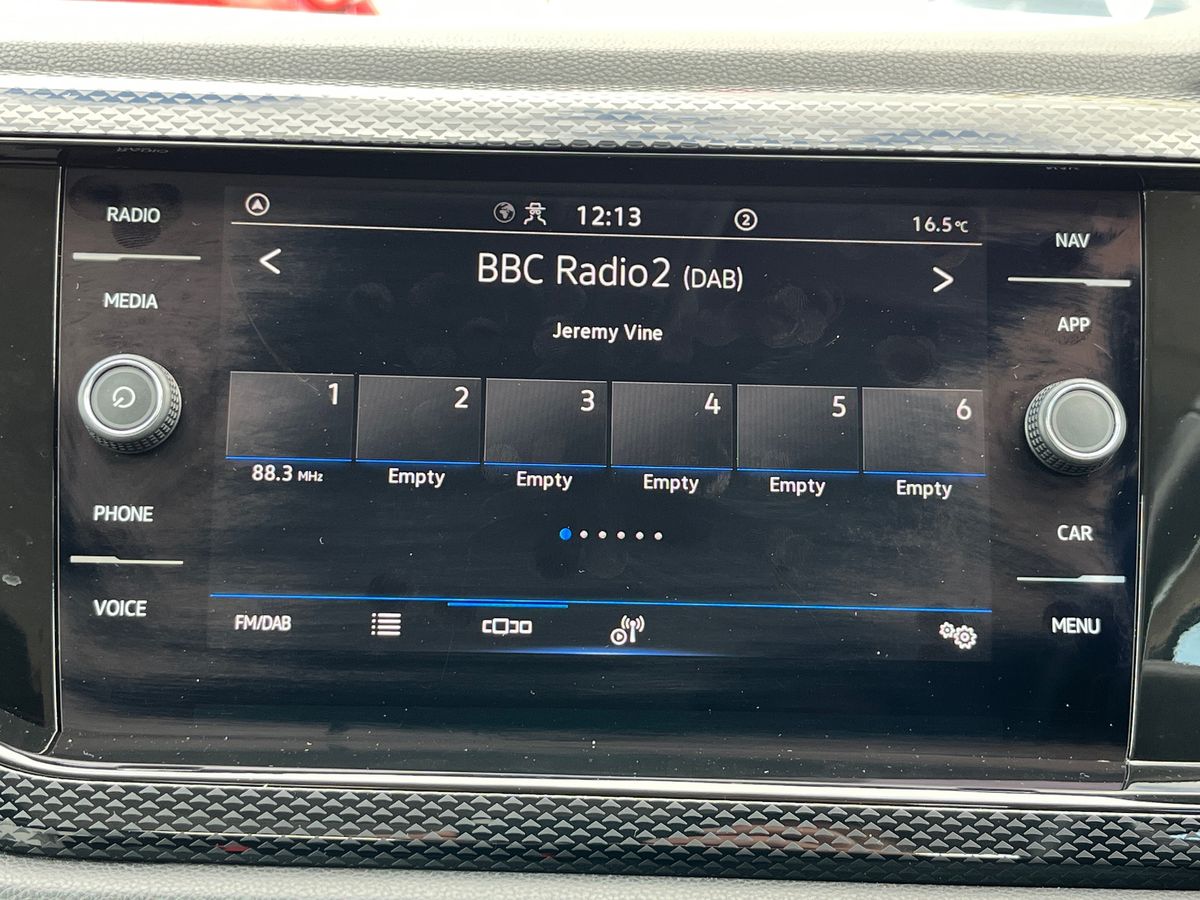 RADIO
MEDIA
PHONE
VOICE
12:13
2
16.5°C
< BBC Radio2 (DAB) >
Jeremy Vine
1 2 3 4 5 6
88.3 MHz Empty Empty Empty Empty Empty
FM/DAB
NAV
APP
CAR
MENU